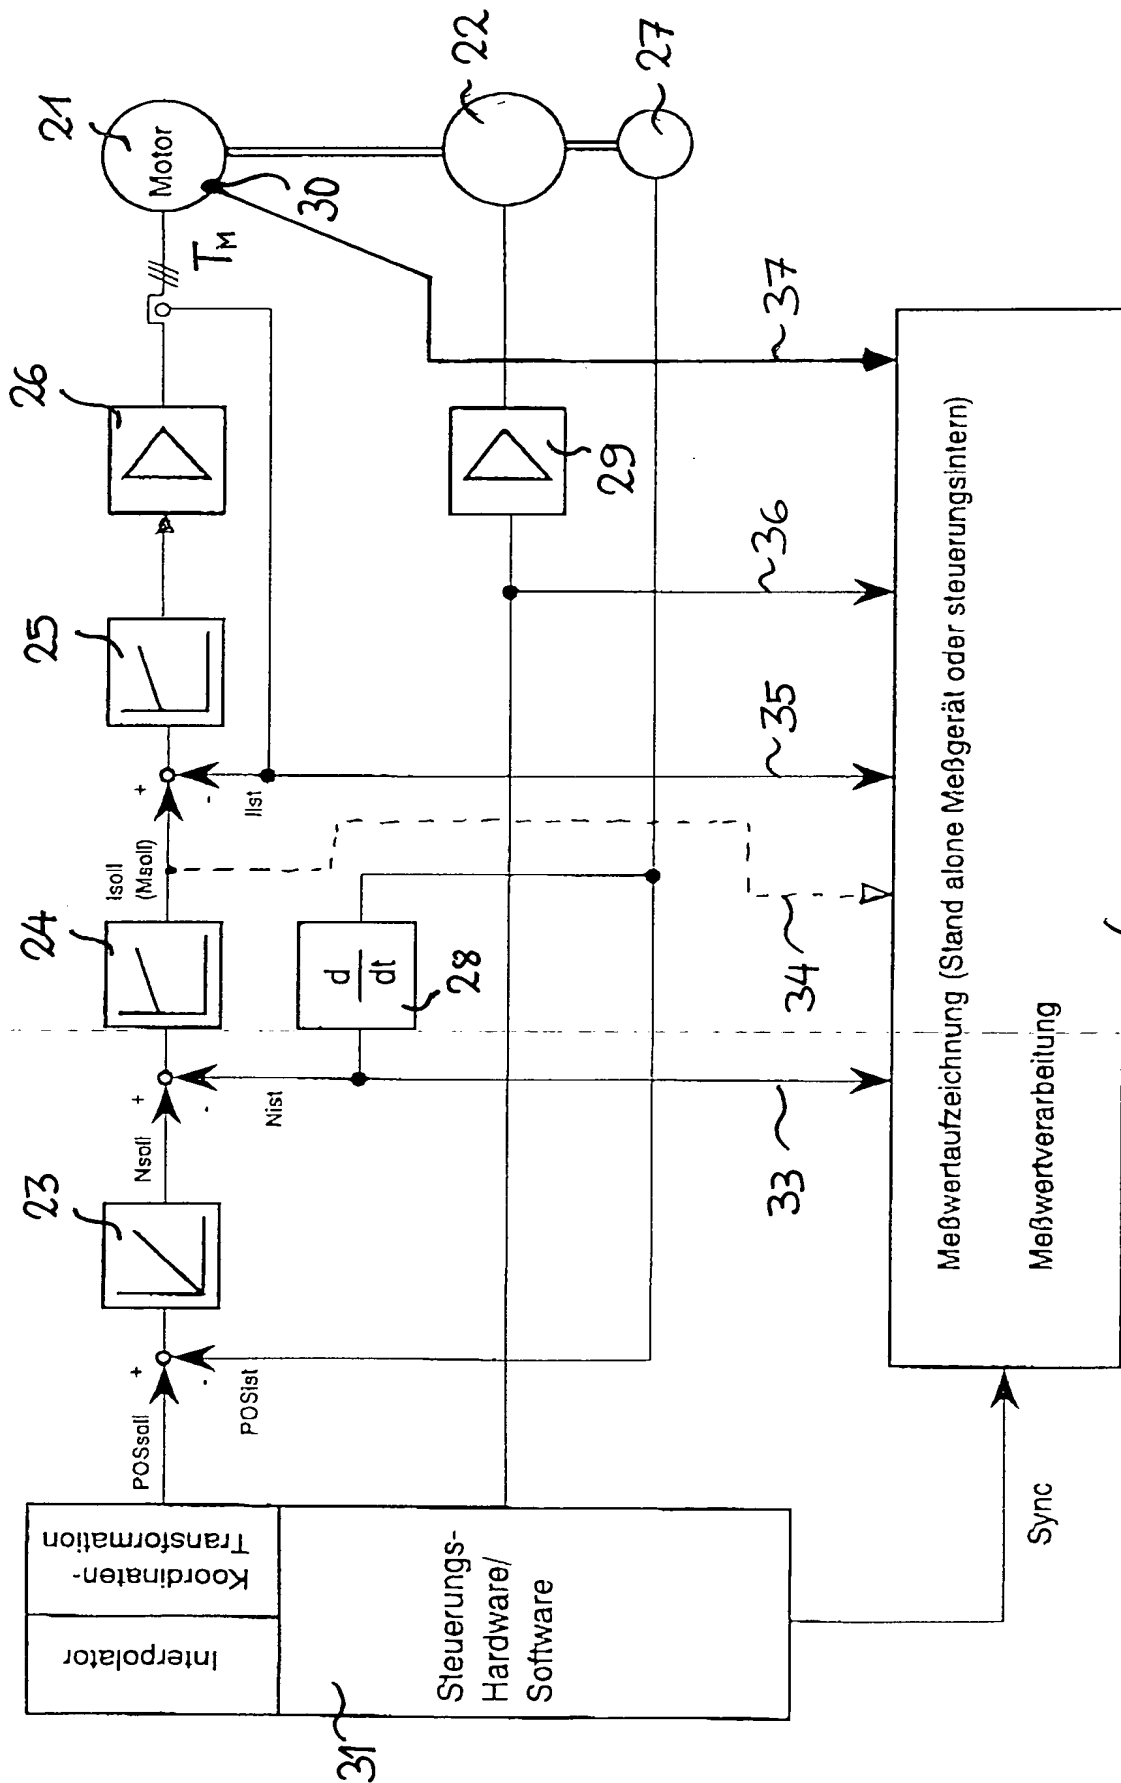 21
22
27
Motor
30
TM
26
29
37
36
25
35
+
-
IIst
Isoll
(Msoll)
24
d
dt
28
34
+
-
Nsoll
Nist
33
23
+
-
POSsoll
POSist
Interpolator
Koordinaten-
Transformation
Steuerungs-
Hardware/
Software
31
Sync
Meßwertaufzeichnung (Stand alone Meßgerät oder steuerungsintern)
Meßwertverarbeitung